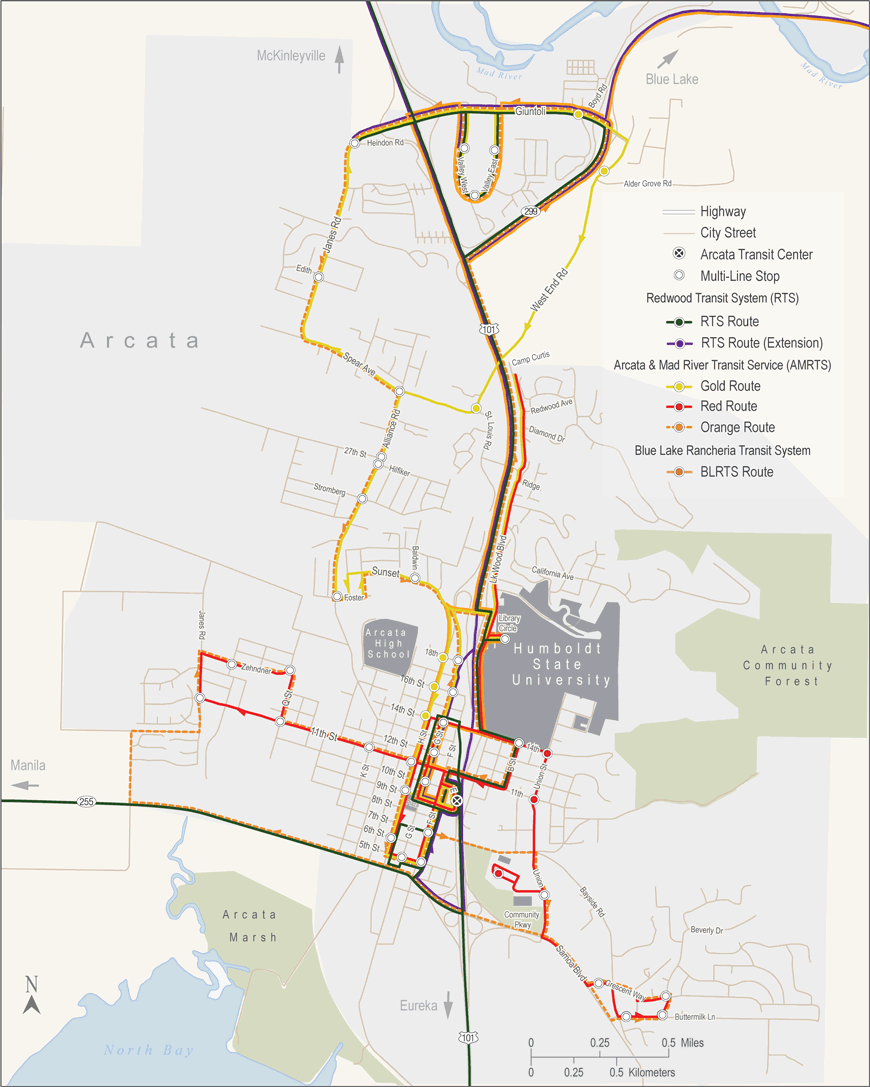 McKinleyville
Mad River
Blue Lake
Mad River
Boyd Rd
Giuntoli
Heindon Rd
Valley West
Valley East
Alder Grove Rd
299
Janes Rd
Edith
West End Rd
101
Arcata
Camp Curtis
Spear Ave
St. Louis Rd
Redwood Ave
Alliance Rd
Diamond Dr
27th St
Hilfiker
Ridge
Stromberg
Lk Wood Blvd
Baldwin
Sunset
California Ave
Foster
Library
Circle
Janes Rd
Arcata
High
School
Humboldt
State
University
Arcata
Community
Forest
18th
Zehndner
Q St
16th St
14th St
H St
G St
F St
11th St
12th St
14th
B St
Union St
K St
10th St
Manila
9th St
E
11th
255
8th St
7th St
F St
G St
6th St
5th St
Union
Bayside Rd
Arcata
Marsh
Community
Pkwy
Beverly Dr
Samoa Blvd
Crescent Way
Buttermilk Ln
N
Eureka
101
North Bay
0 0.25 0.5 Miles
0 0.25 0.5 Kilometers
Highway
City Street
Arcata Transit Center
Multi-Line Stop
Redwood Transit System (RTS)
RTS Route
RTS Route (Extension)
Arcata & Mad River Transit Service (AMRTS)
Gold Route
Red Route
Orange Route
Blue Lake Rancheria Transit System
BLRTS Route